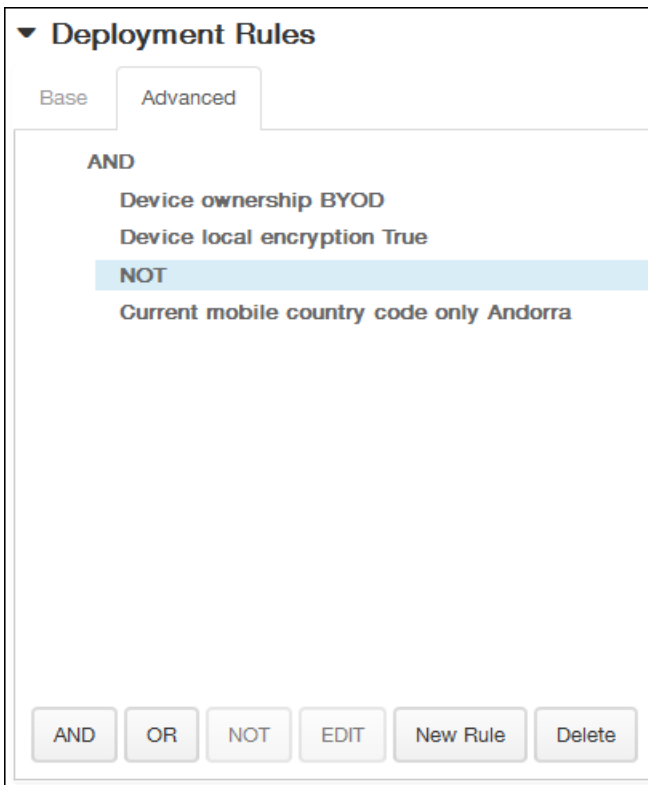 Deployment Rules
Base Advanced
AND
Device ownership BYOD
Device local encryption True
NOT
Current mobile country code only Andorra
AND OR NOT EDIT New Rule Delete